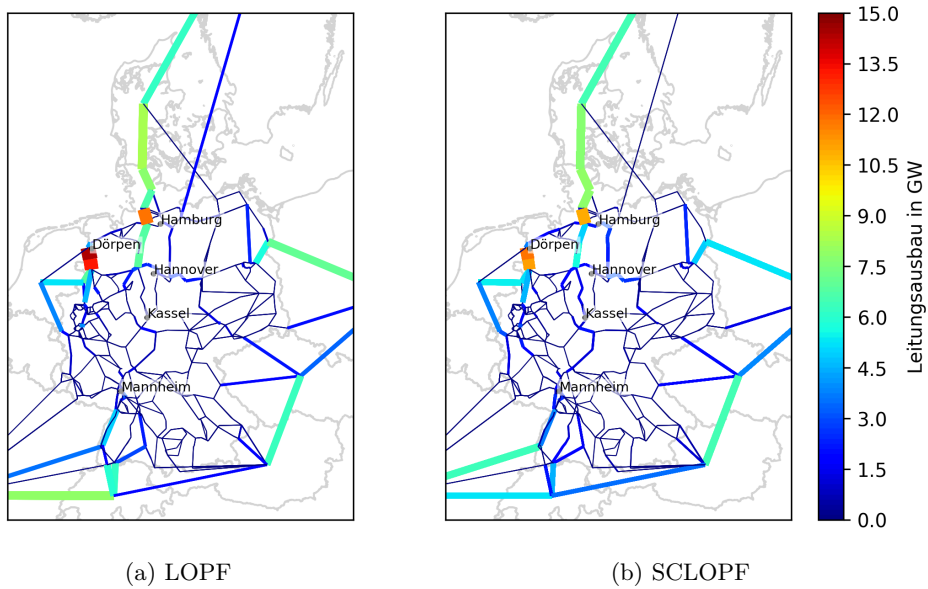 Hamburg
Dörpen
Hannover
Kassel
Mannheim
Hamburg
Dörpen
Hannover
Kassel
Mannheim
15.0
13.5
12.0
10.5
9.0
7.5
6.0
4.5
3.0
1.5
0.0
Leitungsausbau in GW
(a) LOPF
(b) SCLOPF